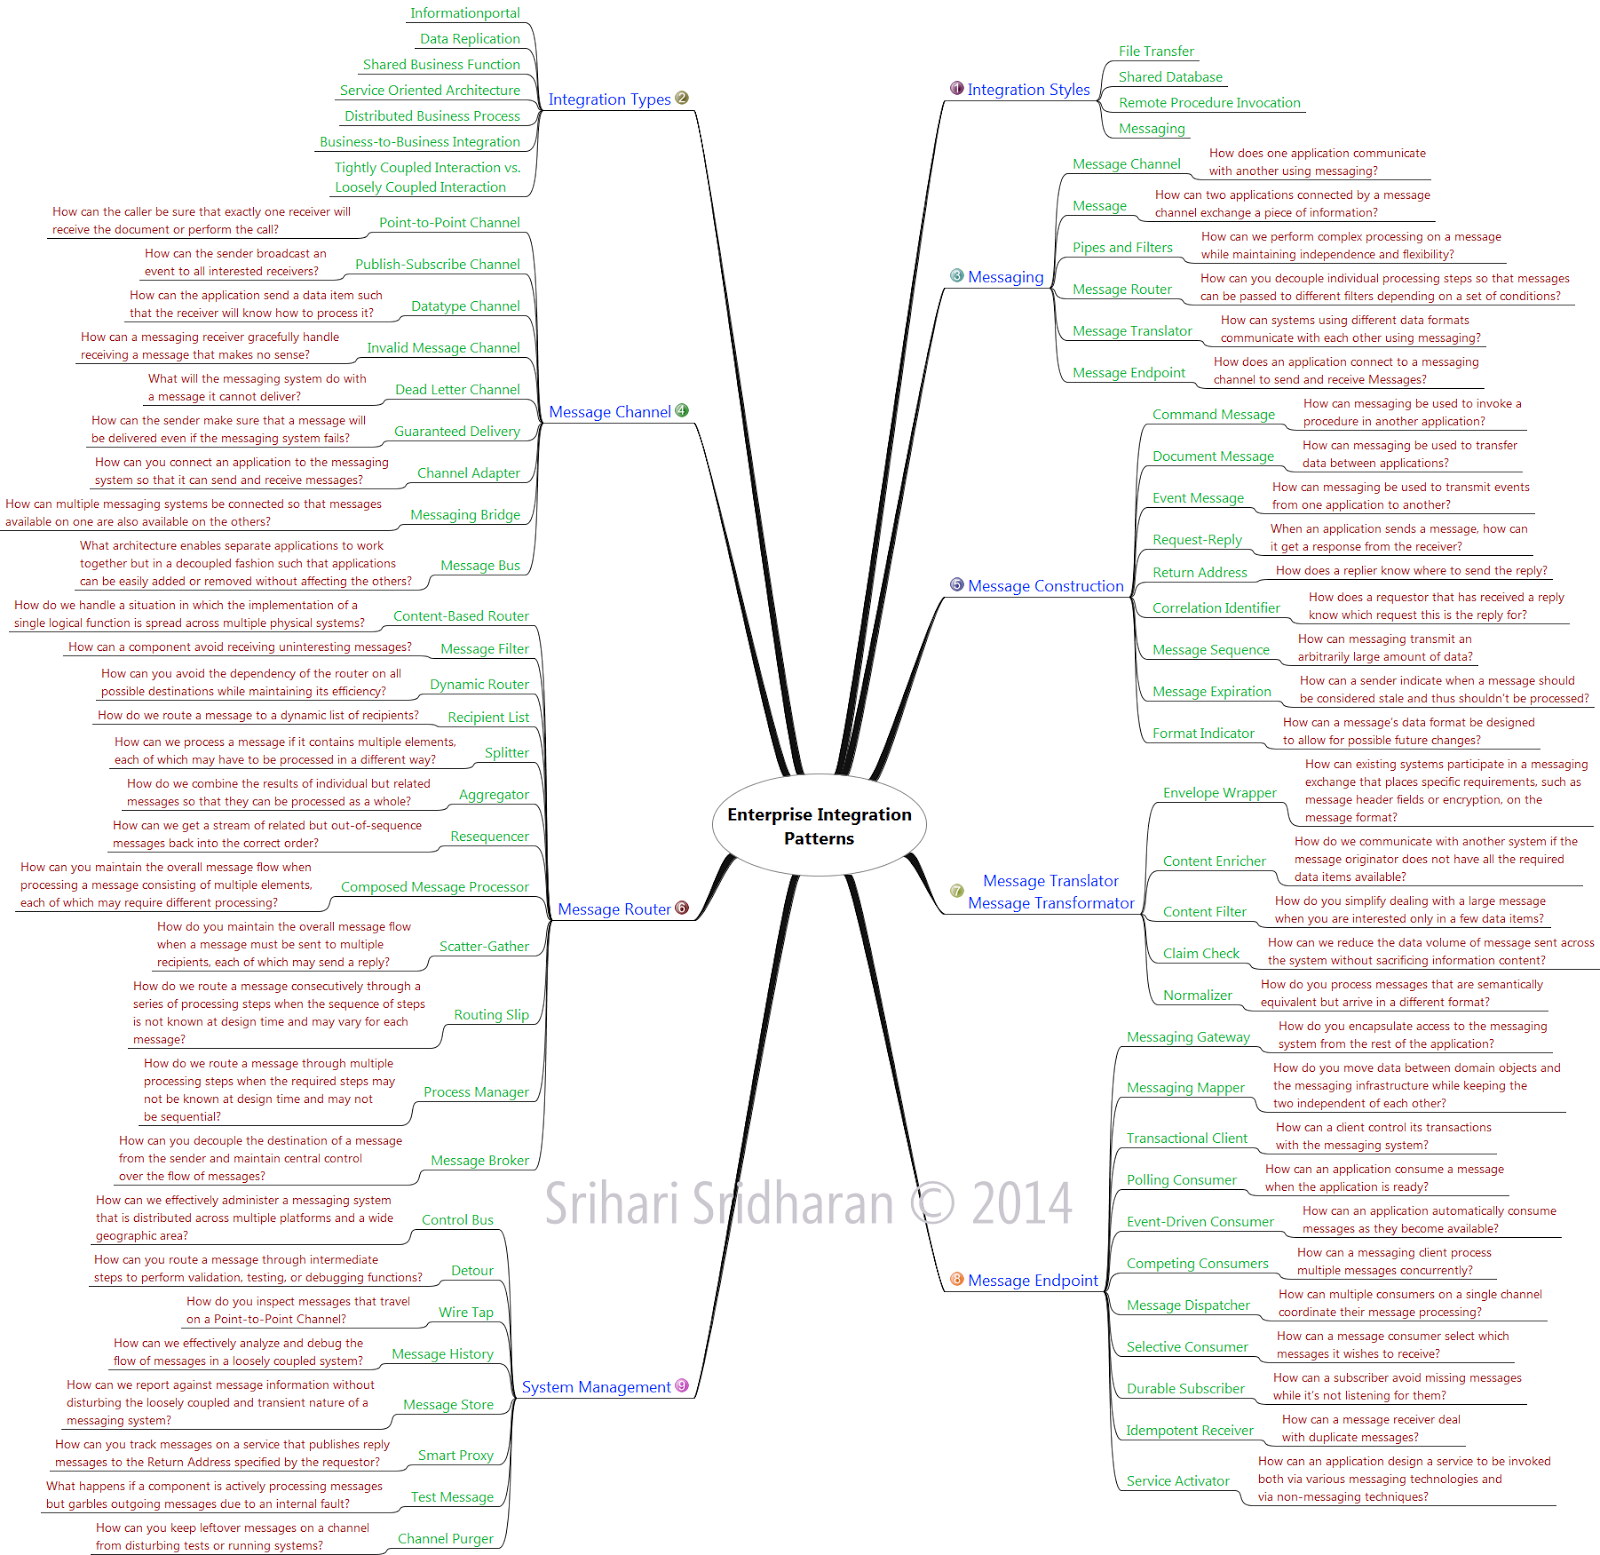 Enterprise Integration
Patterns
1 Integration Styles
File Transfer
Shared Database
Remote Procedure Invocation
Messaging
Integration Types 2
Informationportal
Data Replication
Shared Business Function
Service Oriented Architecture
Distributed Business Process
Business-to-Business Integration
Tightly Coupled Interaction vs.
Loosely Coupled Interaction
3 Messaging
Message Channel
How does one application communicate
with another using messaging?
Message
How can two applications connected by a message
channel exchange a piece of information?
Pipes and Filters
How can we perform complex processing on a message
while maintaining independence and flexibility?
Message Router
How can you decouple individual processing steps so that messages
can be passed to different filters depending on a set of conditions?
Message Translator
How can systems using different data formats
communicate with each other using messaging?
Message Endpoint
How does an application connect to a messaging
channel to send and receive Messages?
Message Channel 4
Point-to-Point Channel
How can the caller be sure that exactly one receiver will
receive the document or perform the call?
Publish-Subscribe Channel
How can the sender broadcast an
event to all interested receivers?
Datatype Channel
How can the application send a data item such
that the receiver will know how to process it?
Invalid Message Channel
How can a messaging receiver gracefully handle
receiving a message that makes no sense?
Dead Letter Channel
What will the messaging system do with
a message it cannot deliver?
Guaranteed Delivery
How can the sender make sure that a message will
be delivered even if the messaging system fails?
Channel Adapter
How can you connect an application to the messaging
system so that it can send and receive messages?
Messaging Bridge
How can multiple messaging systems be connected so that messages
available on one are also available on the others?
Message Bus
What architecture enables separate applications to work
together but in a decoupled fashion such that applications
can be easily added or removed without affecting the others?
5 Message Construction
Command Message
How can messaging be used to invoke a
procedure in another application?
Document Message
How can messaging be used to transfer
data between applications?
Event Message
How can messaging be used to transmit events
from one application to another?
Request-Reply
When an application sends a message, how can
it get a response from the receiver?
Return Address
How does a replier know where to send the reply?
Correlation Identifier
How does a requestor that has received a reply
know which request this is the reply for?
Message Sequence
How can messaging transmit an
arbitrarily large amount of data?
Message Expiration
How can a sender indicate when a message should
be considered stale and thus shouldn't be processed?
Format Indicator
How can a message's data format be designed
to allow for possible future changes?
Message Router 6
Content-Based Router
How do we handle a situation in which the implementation of a
single logical function is spread across multiple physical systems?
Message Filter
How can a component avoid receiving uninteresting messages?
Dynamic Router
How can you avoid the dependency of the router on all
possible destinations while maintaining its efficiency?
Recipient List
How do we route a message to a dynamic list of recipients?
Splitter
How can we process a message if it contains multiple elements,
each of which may have to be processed in a different way?
Aggregator
How do we combine the results of individual but related
messages so that they can be processed as a whole?
Resequencer
How can we get a stream of related but out-of-sequence
messages back into the correct order?
Composed Message Processor
How can you maintain the overall message flow when
processing a message consisting of multiple elements,
each of which may require different processing?
Scatter-Gather
How do you maintain the overall message flow
when a message must be sent to multiple
recipients, each of which may send a reply?
Routing Slip
How do we route a message consecutively through a
series of processing steps when the sequence of steps
is not known at design time and may vary for each
message?
Process Manager
How do we route a message through multiple
processing steps when the required steps may
not be known at design time and may not
be sequential?
Message Broker
How can you decouple the destination of a message
from the sender and maintain central control
over the flow of messages?
7 Message Translator
Message Transformator
Envelope Wrapper
How can existing systems participate in a messaging
exchange that places specific requirements, such as
message header fields or encryption, on the
message format?
Content Enricher
How do we communicate with another system if the
message originator does not have all the required
data items available?
Content Filter
How do you simplify dealing with a large message
when you are interested only in a few data items?
Claim Check
How can we reduce the data volume of message sent across
the system without sacrificing information content?
Normalizer
How do you process messages that are semantically
equivalent but arrive in a different format?
8 Message Endpoint
Messaging Gateway
How do you encapsulate access to the messaging
system from the rest of the application?
Messaging Mapper
How do you move data between domain objects and
the messaging infrastructure while keeping the
two independent of each other?
Transactional Client
How can a client control its transactions
with the messaging system?
Polling Consumer
How can an application consume a message
when the application is ready?
Event-Driven Consumer
How can an application automatically consume
messages as they become available?
Competing Consumers
How can a messaging client process
multiple messages concurrently?
Message Dispatcher
How can multiple consumers on a single channel
coordinate their message processing?
Selective Consumer
How can a message consumer select which
messages it wishes to receive?
Durable Subscriber
How can a subscriber avoid missing messages
while it's not listening for them?
Idempotent Receiver
How can a message receiver deal
with duplicate messages?
Service Activator
How can an application design a service to be invoked
both via various messaging technologies and
via non-messaging techniques?
System Management 9
Control Bus
How can we effectively administer a messaging system
that is distributed across multiple platforms and a wide
geographic area?
Detour
How can you route a message through intermediate
steps to perform validation, testing, or debugging functions?
Wire Tap
How do you inspect messages that travel
on a Point-to-Point Channel?
Message History
How can we effectively analyze and debug the
flow of messages in a loosely coupled system?
Message Store
How can we report against message information without
disturbing the loosely coupled and transient nature of a
messaging system?
Smart Proxy
How can you track messages on a service that publishes reply
messages to the Return Address specified by the requestor?
Test Message
What happens if a component is actively processing messages
but garbles outgoing messages due to an internal fault?
Channel Purger
How can you keep leftover messages on a channel
from disturbing tests or running systems?
Srihari Sridharan © 2014